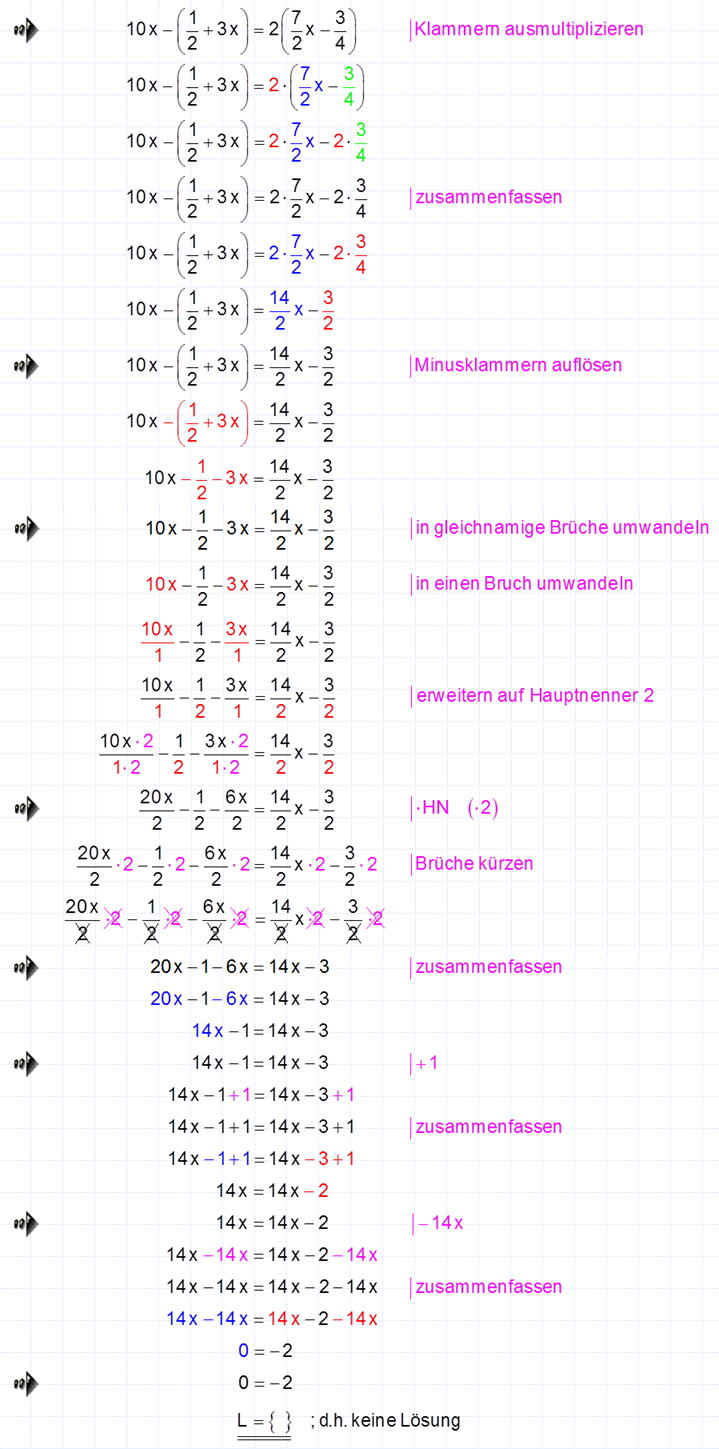 10x − (1/2 + 3x) = 2(7/2 x − 3/4) |Klammern ausmultiplizieren
10x − (1/2 + 3x) = 2 · (7/2 x − 3/4)
10x − (1/2 + 3x) = 2 · 7/2 x − 2 · 3/4
10x − (1/2 + 3x) = 2 · 7/2 x − 2 · 3/4 |zusammenfassen
10x − (1/2 + 3x) = 2 · 7/2 x − 2 · 3/4
10x − (1/2 + 3x) = 14/2 x − 3/2
10x − (1/2 + 3x) = 14/2 x − 3/2 |Minusklammern auflösen
10x − (1/2 + 3x) = 14/2 x − 3/2
10x − 1/2 − 3x = 14/2 x − 3/2
10x − 1/2 − 3x = 14/2 x − 3/2 |in gleichnamige Brüche umwandeln
10x − 1/2 − 3x = 14/2 x − 3/2 |in einen Bruch umwandeln
10x/1 − 1/2 − 3x/1 = 14/2 x − 3/2
10x/1 − 1/2 − 3x/1 = 14/2 x − 3/2 |erweitern auf Hauptnenner 2
10x · 2/1 · 2 − 1/2 − 3x · 2/1 · 2 = 14/2 x − 3/2
20x/2 − 1/2 − 6x/2 = 14/2 x − 3/2 |·HN (·2)
20x/2 · 2 − 1/2 · 2 − 6x/2 · 2 = 14/2 x · 2 − 3/2 · 2 |Brüche kürzen
20x/2 · 2 − 1/2 · 2 − 6x/2 · 2 = 14/2 x · 2 − 3/2 · 2
20x − 1 − 6x = 14x − 3 |zusammenfassen
20x − 1 − 6x = 14x − 3
14x − 1 = 14x − 3
14x − 1 = 14x − 3 |+1
14x − 1 + 1 = 14x − 3 + 1
14x − 1 + 1 = 14x − 3 + 1 |zusammenfassen
14x − 1 + 1 = 14x − 3 + 1
14x = 14x − 2
14x = 14x − 2 |−14x
14x − 14x = 14x − 2 − 14x
14x − 14x = 14x − 2 − 14x |zusammenfassen
14x − 14x = 14x − 2 − 14x
0 = −2
0 = −2
L = { } ; d.h. keine Lösung